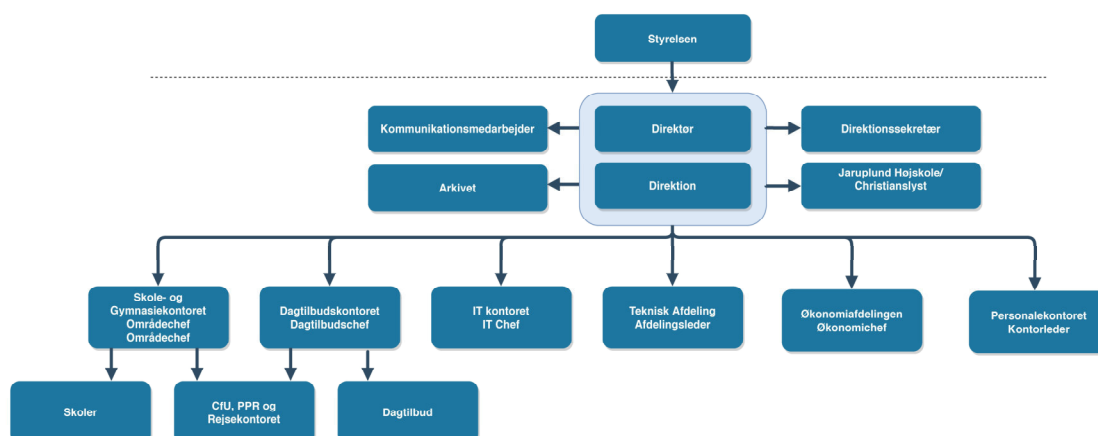 Styrelsen
Kommunikationsmedarbejder
Direktør
Direktionssekretær
Arkivet
Direktion
Jaruplund Højskole/
Christianslyst
Skole- og
Gymnasiekontoret
Områdechef
Områdechef
Dagtilbudskontoret
Dagtilbudschef
IT kontoret
IT Chef
Teknisk Afdeling
Afdelingsleder
Økonomiafdelingen
Økonomichef
Personalekontoret
Kontorleder
Skoler
CfU, PPR og
Rejsekontoret
Dagtilbud